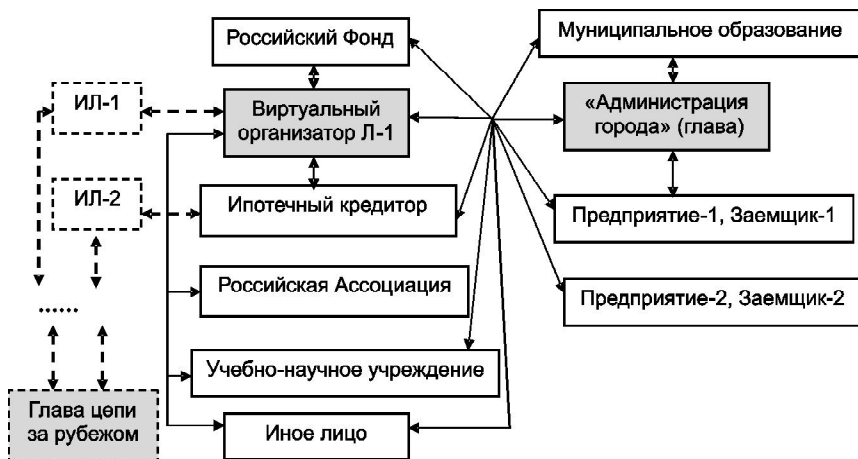 Российский Фонд
Муниципальное образование
ИЛ-1
Виртуальный
организатор Л-1
«Администрация
города» (глава)
ИЛ-2
Ипотечный кредитор
Предприятие-1, Заемщик-1
Российская Ассоциация
Предприятие-2, Заемщик-2
......
Учебно-научное учреждение
Глава цепи
за рубежом
Иное лицо